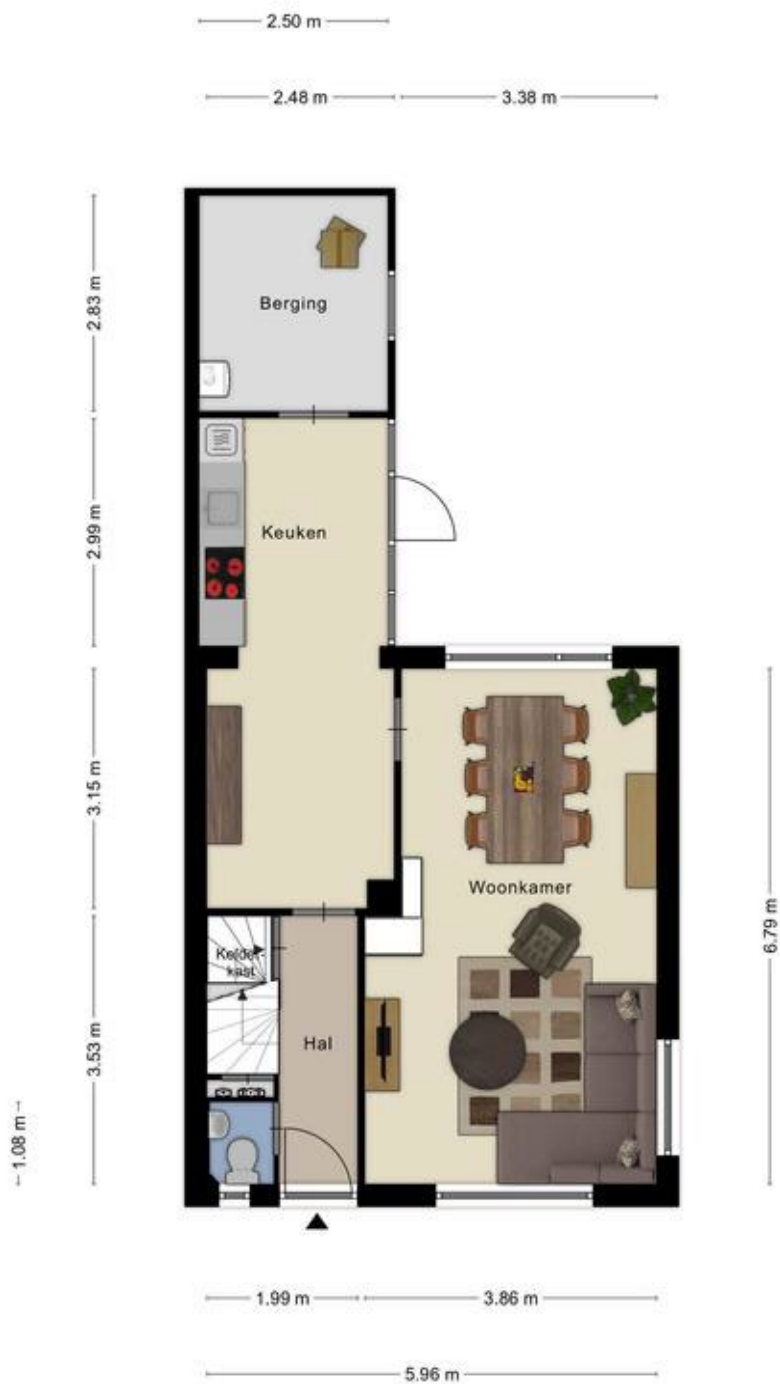 2.50 m
2.48 m
3.38 m
2.83 m
Berging
2.99 m
Keuken
3.15 m
Woonkamer
6.79 m
Kelder-
kast
Hal
3.53 m
1.08 m
1.99 m
3.86 m
5.96 m